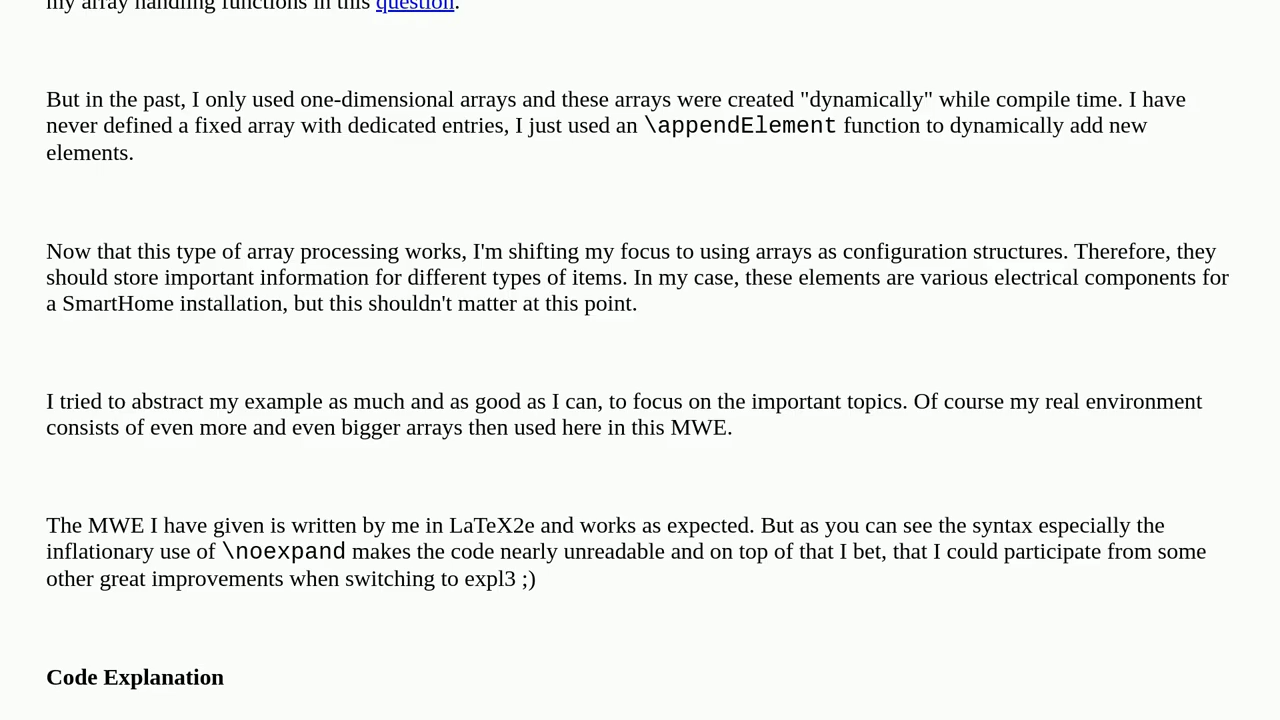 my array handling functions in this question.
But in the past, I only used one-dimensional arrays and these arrays were created "dynamically" while compile time. I have
never defined a fixed array with dedicated entries, I just used an \appendElement function to dynamically add new
elements.
Now that this type of array processing works, I'm shifting my focus to using arrays as configuration structures. Therefore, they
should store important information for different types of items. In my case, these elements are various electrical components for
a SmartHome installation, but this shouldn't matter at this point.
I tried to abstract my example as much and as good as I can, to focus on the important topics. Of course my real environment
consists of even more and even bigger arrays then used here in this MWE.
The MWE I have given is written by me in LaTeX2e and works as expected. But as you can see the syntax especially the
inflationary use of \noexpand makes the code nearly unreadable and on top of that I bet, that I could participate from some
other great improvements when switching to expl3 ;)
Code Explanation